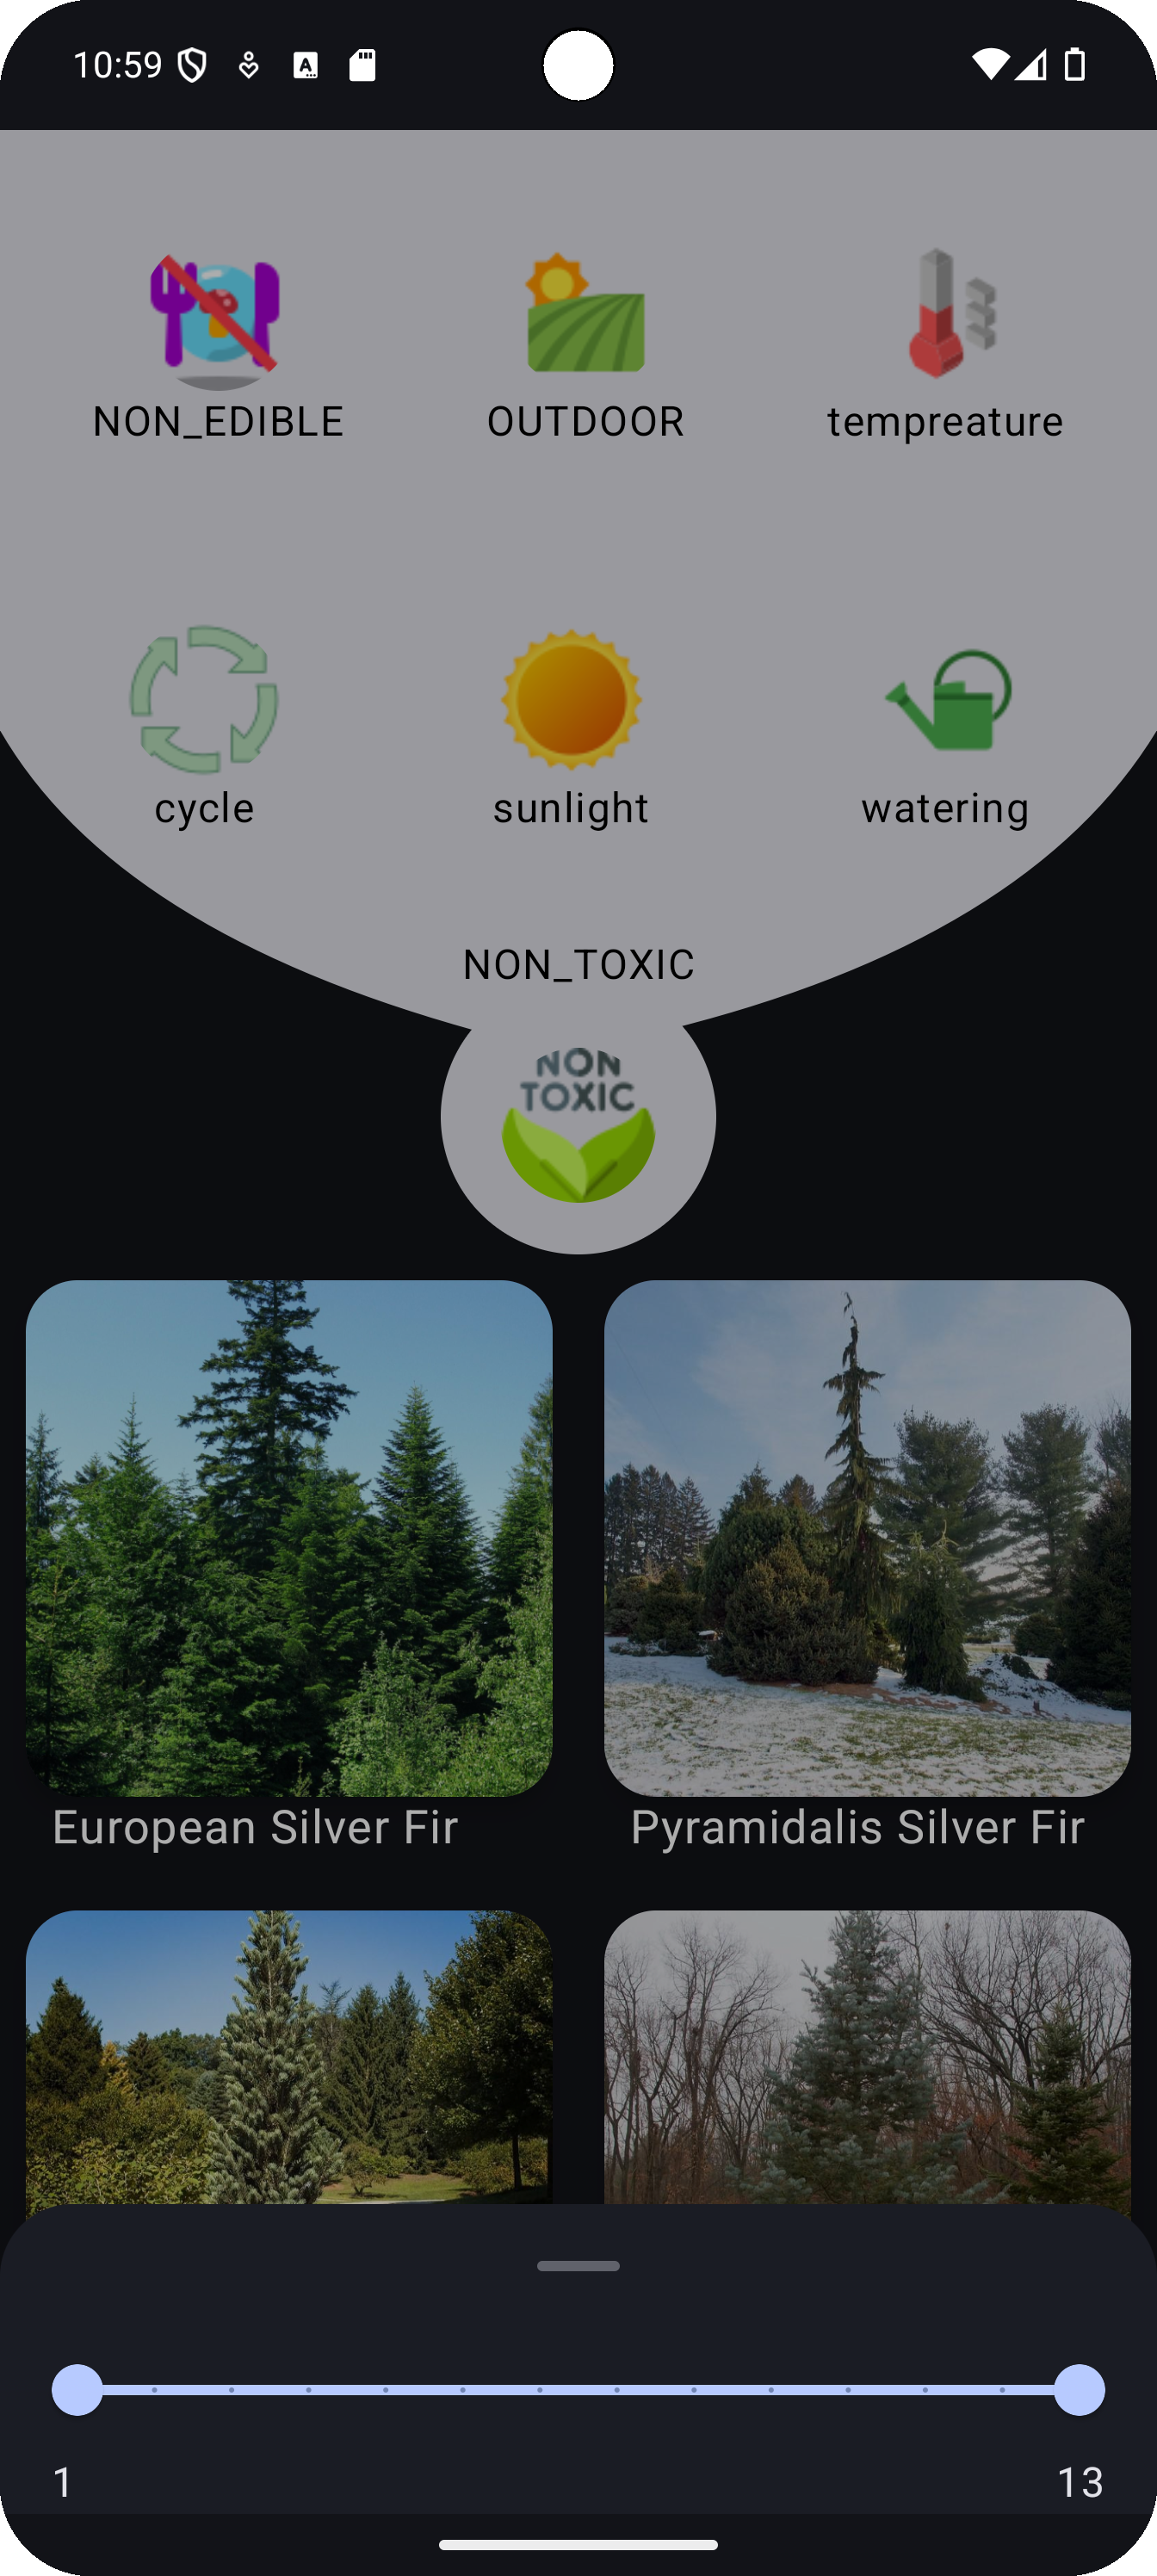 10:59
NON_EDIBLE
OUTDOOR
tempreature
cycle
sunlight
watering
NON_TOXIC
NON
TOXIC
European Silver Fir
Pyramidalis Silver Fir
1
13